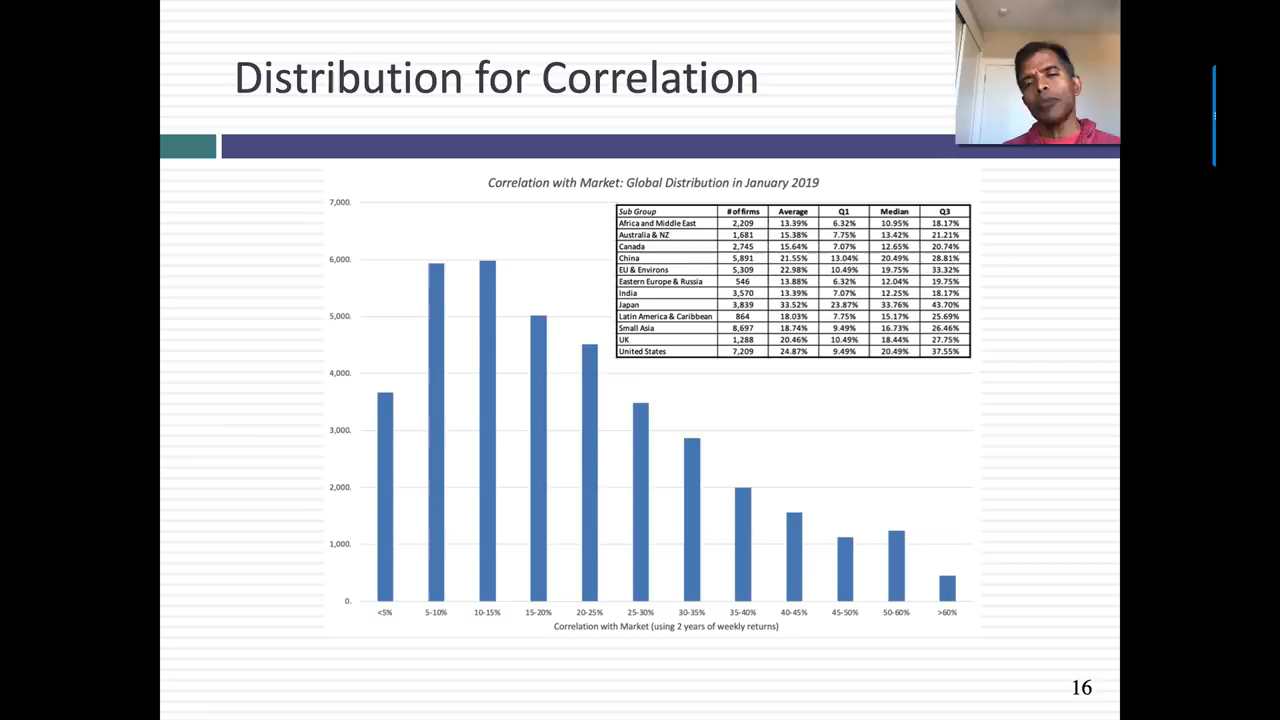 Distribution for Correlation
Correlation with Market: Global Distribution in January 2019
Sub Group # of firms Average Q1 Median Q3
Africa and Middle East 2,209 13.39% 6.32% 10.95% 18.17%
Australia & NZ 1,681 15.38% 7.75% 13.42% 21.21%
Canada 2,745 15.64% 7.07% 12.65% 20.74%
China 5,891 21.55% 13.04% 20.49% 28.81%
EU & Environs 5,309 22.98% 10.49% 19.75% 33.32%
Eastern Europe & Russia 546 13.88% 6.32% 12.04% 19.75%
India 3,570 13.39% 7.07% 12.25% 18.17%
Japan 3,839 33.52% 23.87% 33.76% 43.70%
Latin America & Caribbean 864 18.03% 7.75% 15.17% 25.69%
Small Asia 8,697 18.74% 9.49% 16.73% 26.46%
UK 1,288 20.46% 10.49% 18.44% 27.75%
United States 7,209 24.87% 9.49% 20.49% 37.55%
7,000.
6,000.
5,000.
4,000.
3,000.
2,000.
1,000.
0.
<5% 5-10% 10-15% 15-20% 20-25% 25-30% 30-35% 35-40% 40-45% 45-50% 50-60% >60%
Correlation with Market (using 2 years of weekly returns)
16